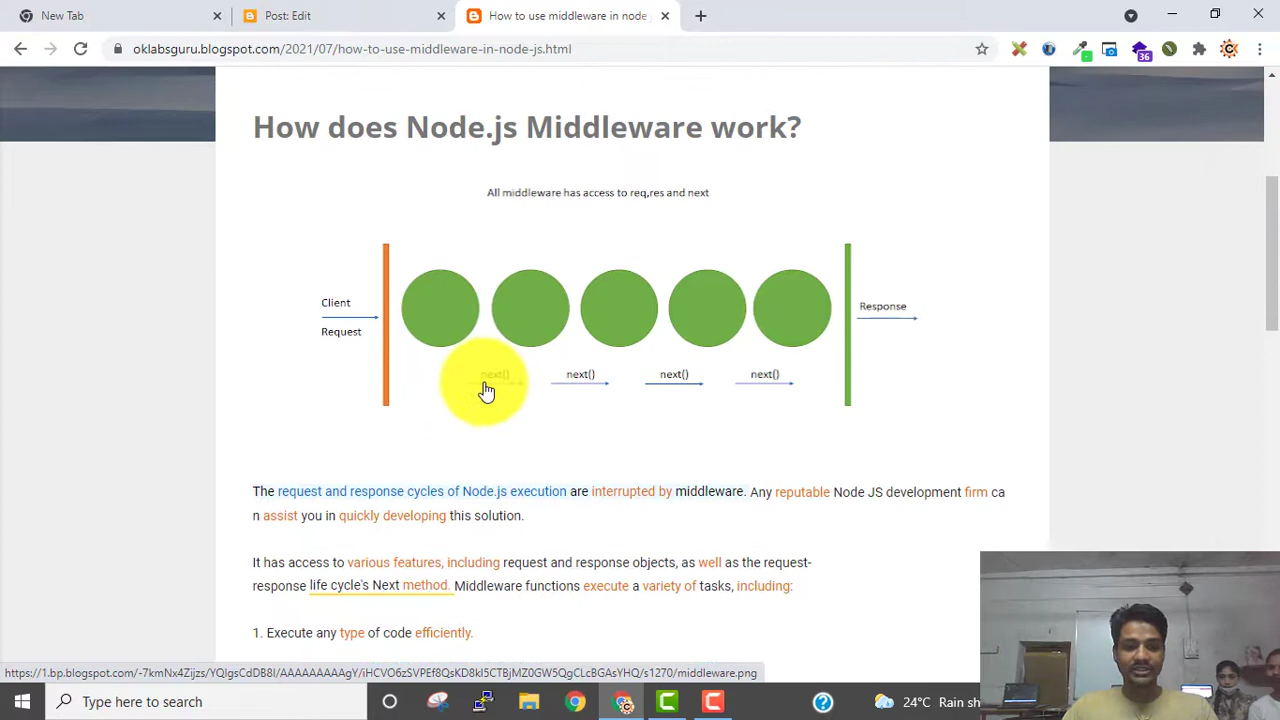 New Tab
Post: Edit
How to use middleware in node
oklabsguru.blogspot.com/2021/07/how-to-use-middleware-in-node-js.html
36
How does Node.js Middleware work?
All middleware has access to req,res and next
Client
Request
Response
next()
next()
next()
next()
The request and response cycles of Node.js execution are interrupted by middleware. Any reputable Node JS development firm ca
n assist you in quickly developing this solution.
It has access to various features, including request and response objects, as well as the request-
response life cycle's Next method. Middleware functions execute a variety of tasks, including:
1. Execute any type of code efficiently.
https://1.bp.blogspot.com/-7kmNx4Zijzs/YQIgsCdDB8I/AAAAAAAAAgY/iHCVO6zSVPEf8QsKD8kI5CTBjMZ0GW5QgCLcBGAsYHQ/s1270/middleware.png
Type here to search
24°C Rain sh